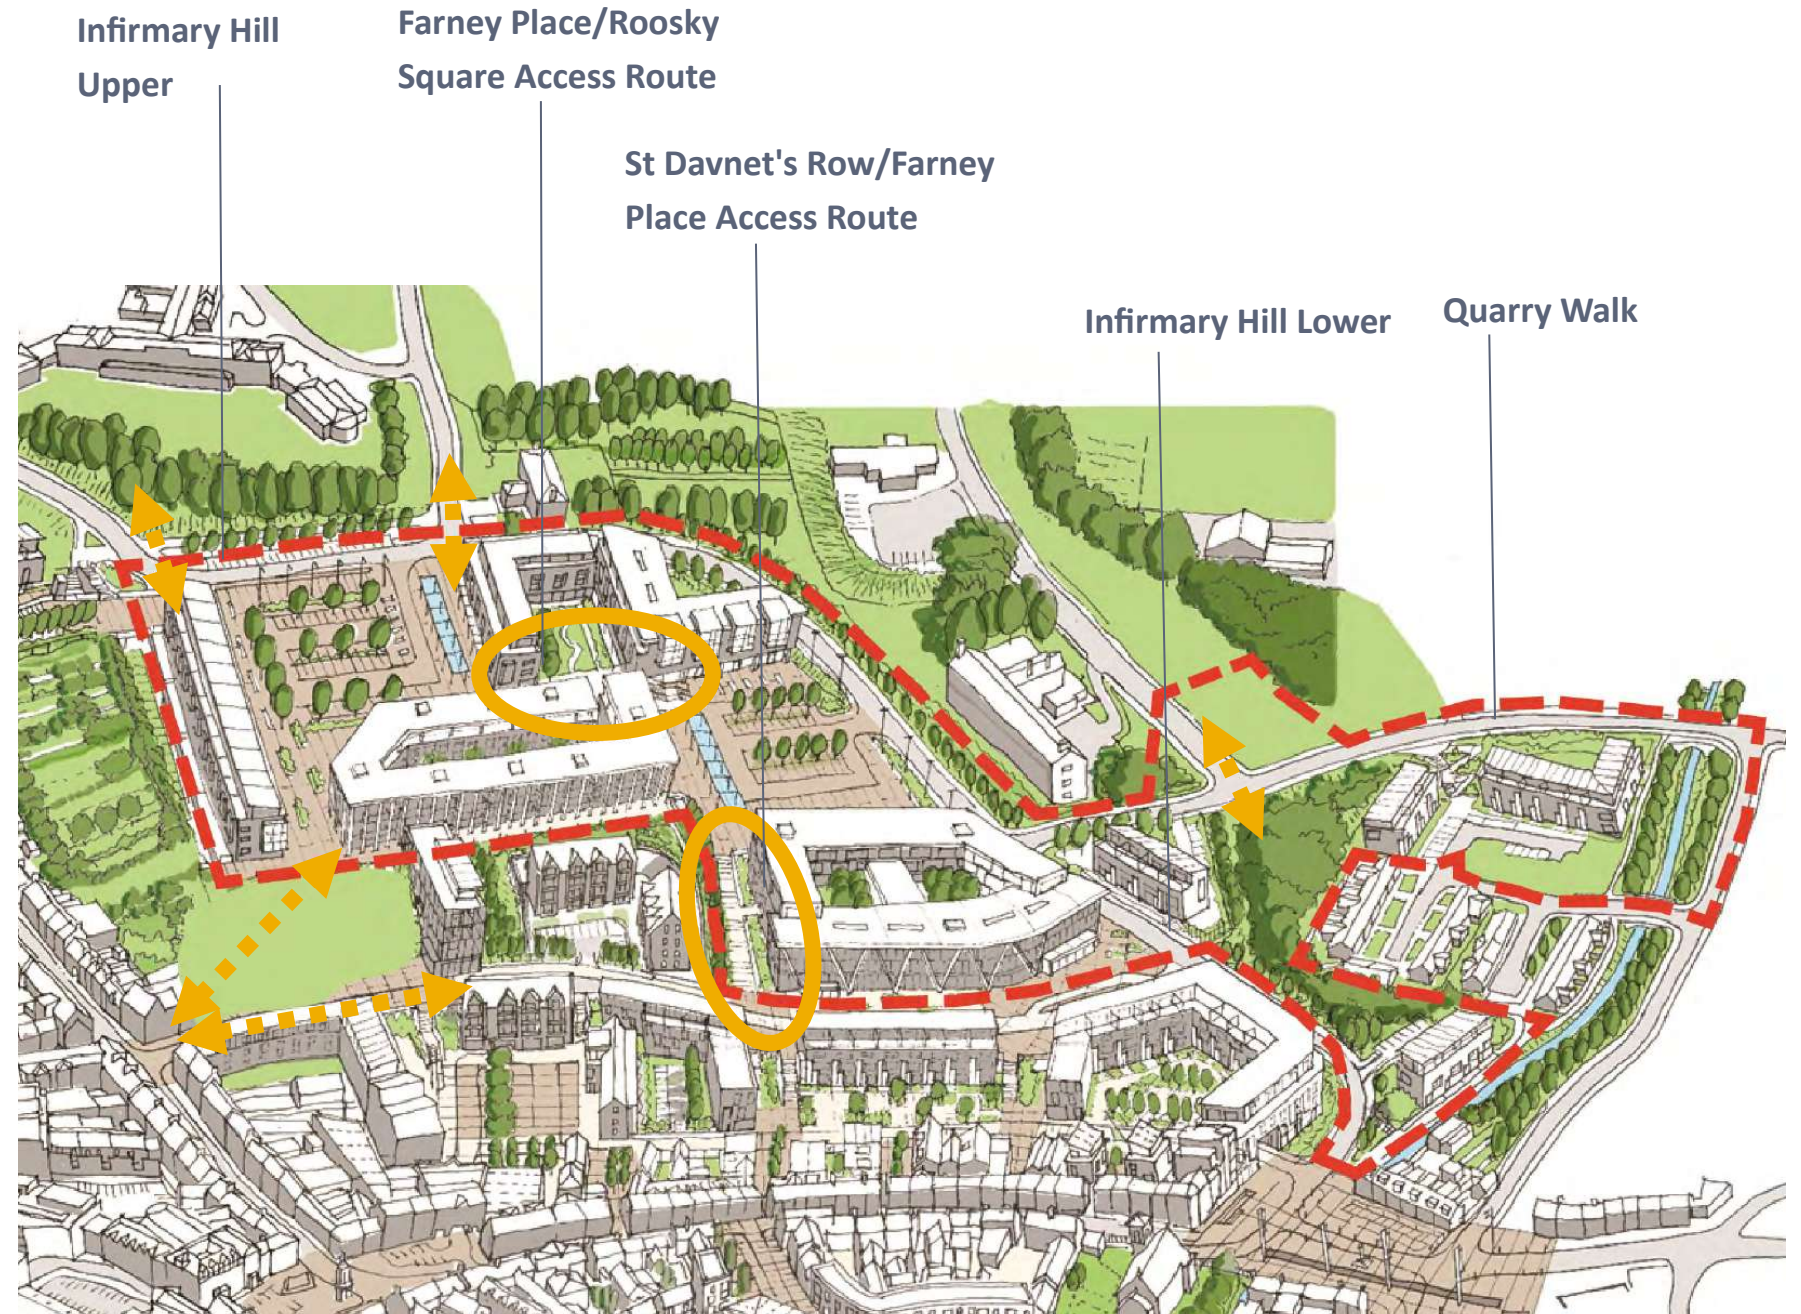 Infirmary Hill
Upper
Farney Place/Roosky
Square Access Route
St Davnet's Row/Farney
Place Access Route
Infirmary Hill Lower
Quarry Walk